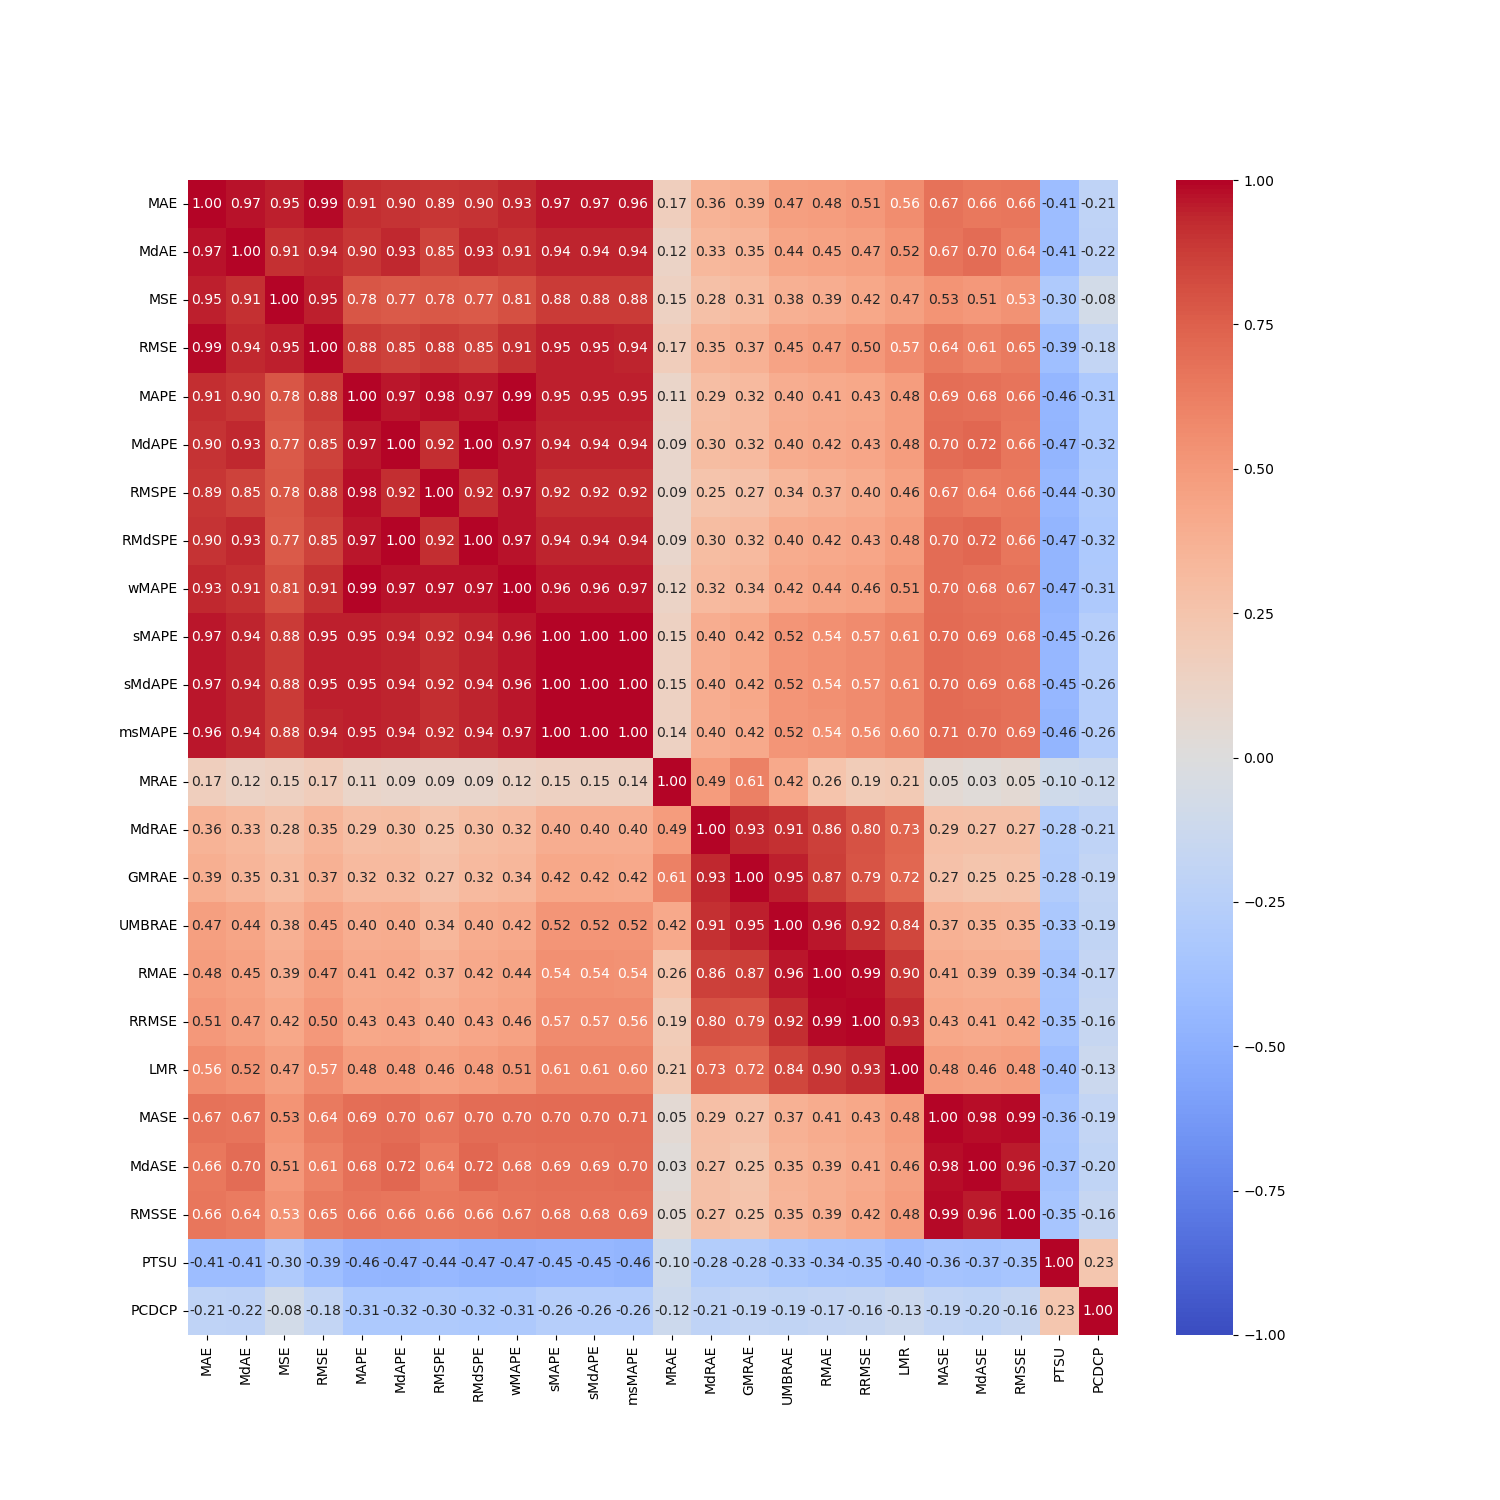 MAE 1.00 0.97 0.95 0.99 0.91 0.90 0.89 0.90 0.93 0.97 0.97 0.96 0.17 0.36 0.39 0.47 0.48 0.51 0.56 0.67 0.66 0.66 -0.41 -0.21
MdAE 0.97 1.00 0.91 0.94 0.90 0.93 0.85 0.93 0.91 0.94 0.94 0.94 0.12 0.33 0.35 0.44 0.45 0.47 0.52 0.67 0.70 0.64 -0.41 -0.22
MSE 0.95 0.91 1.00 0.95 0.78 0.77 0.78 0.77 0.81 0.88 0.88 0.88 0.15 0.28 0.31 0.38 0.39 0.42 0.47 0.53 0.51 0.53 -0.30 -0.08
RMSE 0.99 0.94 0.95 1.00 0.88 0.85 0.88 0.85 0.91 0.95 0.95 0.94 0.17 0.35 0.37 0.45 0.47 0.50 0.57 0.64 0.61 0.65 -0.39 -0.18
MAPE 0.91 0.90 0.78 0.88 1.00 0.97 0.98 0.97 0.99 0.95 0.95 0.95 0.11 0.29 0.32 0.40 0.41 0.43 0.48 0.69 0.68 0.66 -0.46 -0.31
MdAPE 0.90 0.93 0.77 0.85 0.97 1.00 0.92 1.00 0.97 0.94 0.94 0.94 0.09 0.30 0.32 0.40 0.42 0.43 0.48 0.70 0.72 0.66 -0.47 -0.32
RMSPE 0.89 0.85 0.78 0.88 0.98 0.92 1.00 0.92 0.97 0.92 0.92 0.92 0.09 0.25 0.27 0.34 0.37 0.40 0.46 0.67 0.64 0.66 -0.44 -0.30
RMdSPE 0.90 0.93 0.77 0.85 0.97 1.00 0.92 1.00 0.97 0.94 0.94 0.94 0.09 0.30 0.32 0.40 0.42 0.43 0.48 0.70 0.72 0.66 -0.47 -0.32
wMAPE 0.93 0.91 0.81 0.91 0.99 0.97 0.97 0.97 1.00 0.96 0.96 0.97 0.12 0.32 0.34 0.42 0.44 0.46 0.51 0.70 0.68 0.67 -0.47 -0.31
sMAPE 0.97 0.94 0.88 0.95 0.95 0.94 0.92 0.94 0.96 1.00 1.00 1.00 0.15 0.40 0.42 0.52 0.54 0.57 0.61 0.70 0.69 0.68 -0.45 -0.26
sMdAPE 0.97 0.94 0.88 0.95 0.95 0.94 0.92 0.94 0.96 1.00 1.00 1.00 0.15 0.40 0.42 0.52 0.54 0.57 0.61 0.70 0.69 0.68 -0.45 -0.26
msMAPE 0.96 0.94 0.88 0.94 0.95 0.94 0.92 0.94 0.97 1.00 1.00 1.00 0.14 0.40 0.42 0.52 0.54 0.56 0.60 0.71 0.70 0.69 -0.46 -0.26
MRAE 0.17 0.12 0.15 0.17 0.11 0.09 0.09 0.09 0.12 0.15 0.15 0.14 1.00 0.49 0.61 0.42 0.26 0.19 0.21 0.05 0.03 0.05 -0.10 -0.12
MdRAE 0.36 0.33 0.28 0.35 0.29 0.30 0.25 0.30 0.32 0.40 0.40 0.40 0.49 1.00 0.93 0.91 0.86 0.80 0.73 0.29 0.27 0.27 -0.28 -0.21
GMRAE 0.39 0.35 0.31 0.37 0.32 0.32 0.27 0.32 0.34 0.42 0.42 0.42 0.61 0.93 1.00 0.95 0.87 0.79 0.72 0.27 0.25 0.25 -0.28 -0.19
UMBRAE 0.47 0.44 0.38 0.45 0.40 0.40 0.34 0.40 0.42 0.52 0.52 0.52 0.42 0.91 0.95 1.00 0.96 0.92 0.84 0.37 0.35 0.35 -0.33 -0.19
RMAE 0.48 0.45 0.39 0.47 0.41 0.42 0.37 0.42 0.44 0.54 0.54 0.54 0.26 0.86 0.87 0.96 1.00 0.99 0.90 0.41 0.39 0.39 -0.34 -0.17
RRMSE 0.51 0.47 0.42 0.50 0.43 0.43 0.40 0.43 0.46 0.57 0.57 0.56 0.19 0.80 0.79 0.92 0.99 1.00 0.93 0.43 0.41 0.42 -0.35 -0.16
LMR 0.56 0.52 0.47 0.57 0.48 0.48 0.46 0.48 0.51 0.61 0.61 0.60 0.21 0.73 0.72 0.84 0.90 0.93 1.00 0.48 0.46 0.48 -0.40 -0.13
MASE 0.67 0.67 0.53 0.64 0.69 0.70 0.67 0.70 0.70 0.70 0.70 0.71 0.05 0.29 0.27 0.37 0.41 0.43 0.48 1.00 0.98 0.99 -0.36 -0.19
MdASE 0.66 0.70 0.51 0.61 0.68 0.72 0.64 0.72 0.68 0.69 0.69 0.70 0.03 0.27 0.25 0.35 0.39 0.41 0.46 0.98 1.00 0.96 -0.37 -0.20
RMSSE 0.66 0.64 0.53 0.65 0.66 0.66 0.66 0.66 0.67 0.68 0.68 0.69 0.05 0.27 0.25 0.35 0.39 0.42 0.48 0.99 0.96 1.00 -0.35 -0.16
PTSU -0.41 -0.41 -0.30 -0.39 -0.46 -0.47 -0.44 -0.47 -0.47 -0.45 -0.45 -0.46 -0.10 -0.28 -0.28 -0.33 -0.34 -0.35 -0.40 -0.36 -0.37 -0.35 1.00 0.23
PCDCP -0.21 -0.22 -0.08 -0.18 -0.31 -0.32 -0.30 -0.32 -0.31 -0.26 -0.26 -0.26 -0.12 -0.21 -0.19 -0.19 -0.17 -0.16 -0.13 -0.19 -0.20 -0.16 0.23 1.00
MAE MdAE MSE RMSE MAPE MdAPE RMSPE RMdSPE wMAPE sMAPE sMdAPE msMAPE MRAE MdRAE GMRAE UMBRAE RMAE RRMSE LMR MASE MdASE RMSSE PTSU PCDCP
1.00
0.75
0.50
0.25
0.00
−0.25
−0.50
−0.75
−1.00